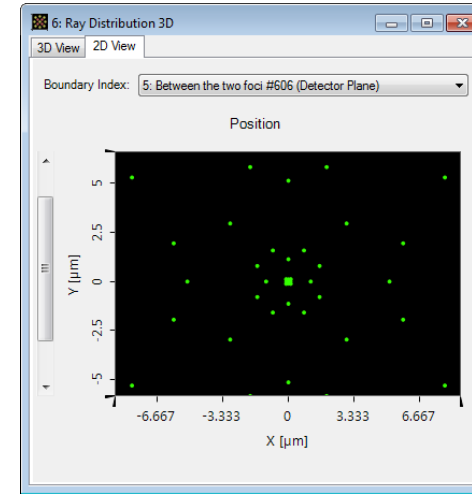 6: Ray Distribution 3D
3D View 2D View
Boundary Index: 5: Between the two foci #606 (Detector Plane)
Position
5
2.5
0
-2.5
-5
Y [µm]
-6.667 -3.333 0 3.333 6.667
X [µm]